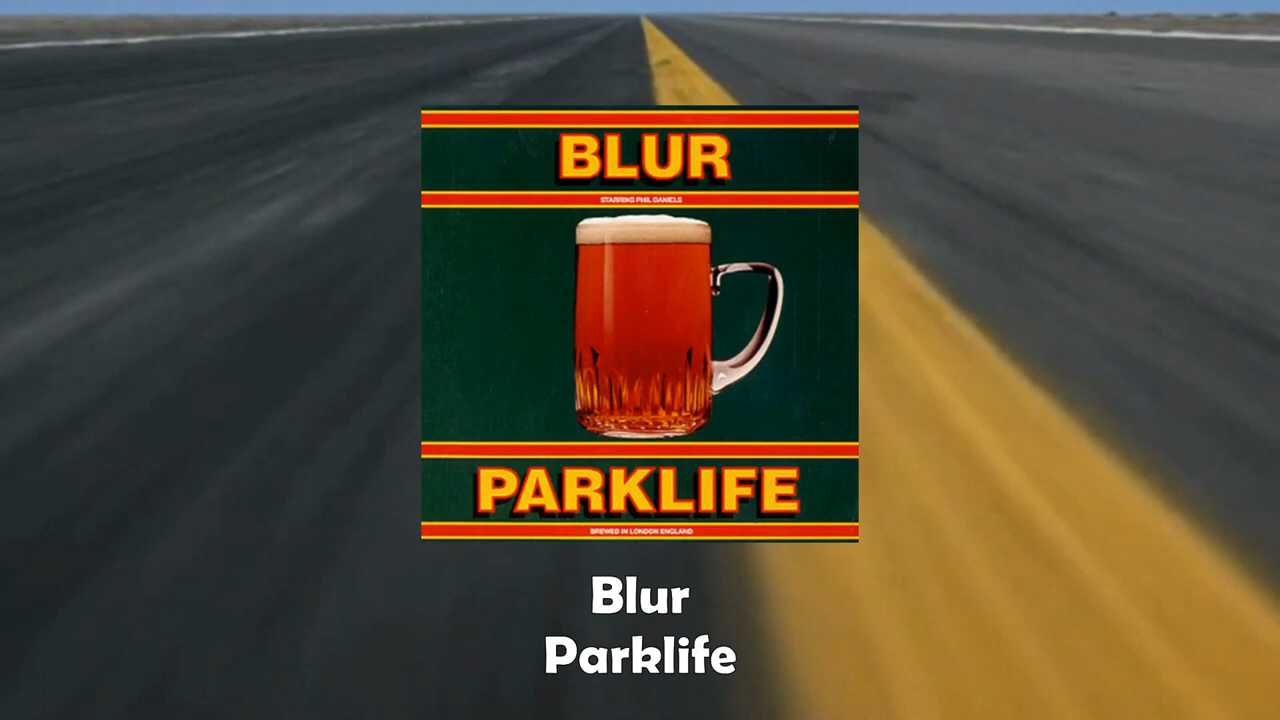 BLUR
STARRING PHIL DANIELS
PARKLIFE
BREWED IN LONDON ENGLAND
Blur
Parklife